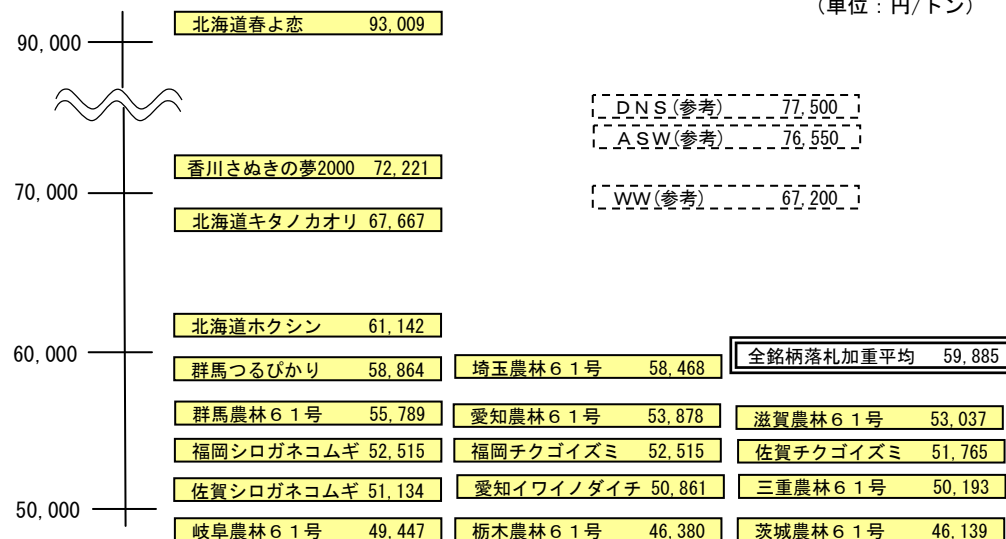 （単位：円/トン）
北海道春よ恋 93,009
90,000
ＤＮＳ(参考) 77,500
ＡＳＷ(参考) 76,550
香川さぬきの夢2000 72,221
70,000
WW(参考) 67,200
北海道キタノカオリ 67,667
北海道ホクシン 61,142
60,000
全銘柄落札加重平均 59,885
群馬つるぴかり 58,864
埼玉農林６１号 58,468
群馬農林６１号 55,789
愛知農林６１号 53,878
滋賀農林６１号 53,037
福岡シロガネコムギ 52,515
福岡チクゴイズミ 52,515
佐賀チクゴイズミ 51,765
佐賀シロガネコムギ 51,134
愛知イワイノダイチ 50,861
三重農林６１号 50,193
50,000
岐阜農林６１号 49,447
栃木農林６１号 46,380
茨城農林６１号 46,139